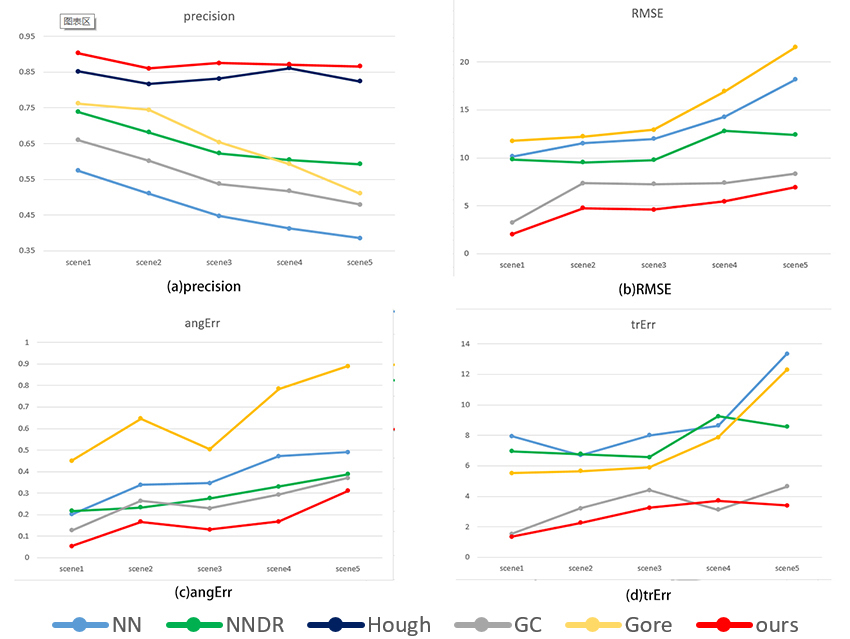 precision
图表区
0.95
0.85
0.75
0.65
0.55
0.45
0.35
scene1 scene2 scene3 scene4 scene5
(a)precision
RMSE
20
15
10
5
0
scene1 scene2 scene3 scene4 scene5
(b)RMSE
angErr
1
0.9
0.8
0.7
0.6
0.5
0.4
0.3
0.2
0.1
0
scene1 scene2 scene3 scene4 scene5
(c)angErr
trErr
14
12
10
8
6
4
2
0
scene1 scene2 scene3 scene4 scene5
(d)trErr
NN NNDR Hough GC Gore ours